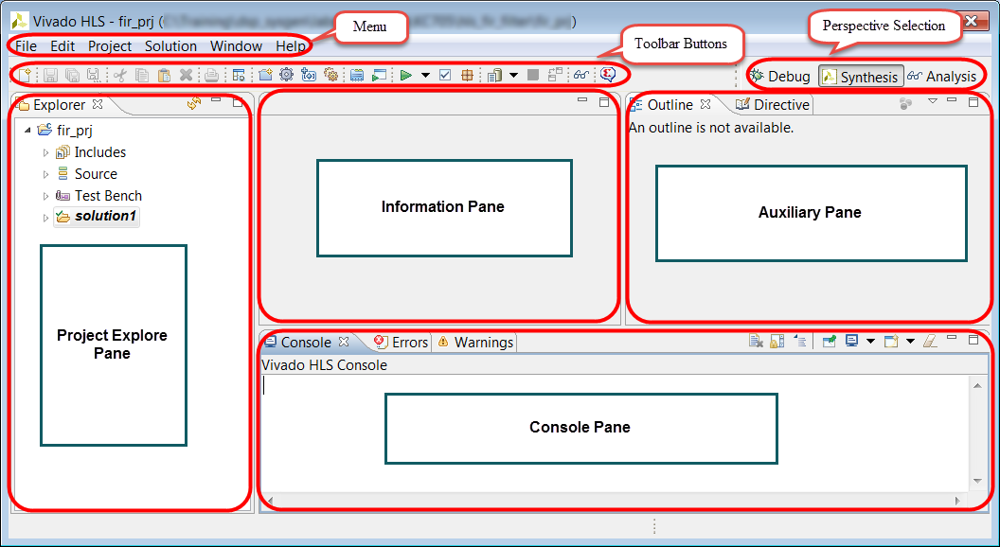 Vivado HLS - fir_prj (
Menu
Perspective Selection
File Edit Project Solution Window Help
Toolbar Buttons
Debug Synthesis Analysis
Explorer
fir_prj
Includes
Source
Test Bench
solution1
Project Explore
Pane
Information Pane
Outline Directive
An outline is not available.
Auxiliary Pane
Console Errors Warnings
Vivado HLS Console
Console Pane